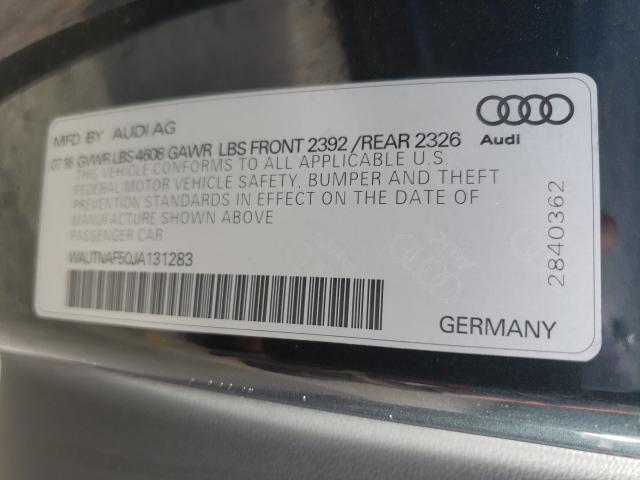 MFD BY AUDI AG
07 18 GVWR LBS 4608 GAWR LBS FRONT 2392 / REAR 2326
THIS VEHICLE CONFORMS TO ALL APPLICABLE U.S.
FEDERAL MOTOR VEHICLE SAFETY, BUMPER AND THEFT
PREVENTION STANDARDS IN EFFECT ON THE DATE OF
MANUFACTURE SHOWN ABOVE
PASSENGER CAR
WAUTNAF50JA131283
Audi
2840362
GERMANY